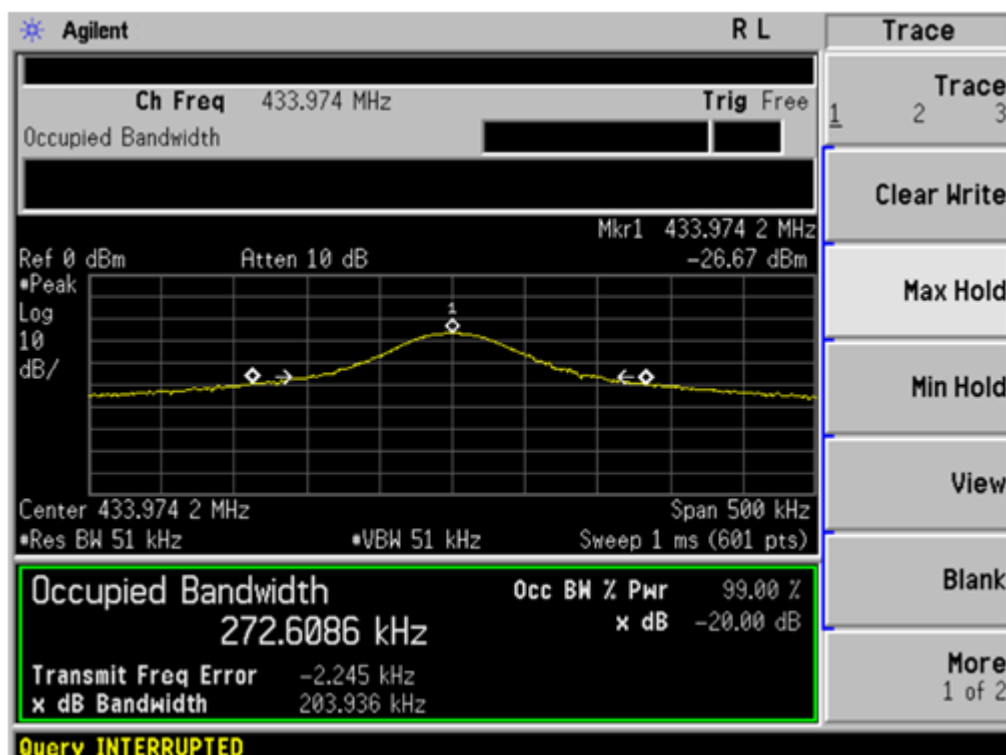 Agilent R L Trace
Ch Freq 433.974 MHz Trig Free
Occupied Bandwidth
Trace
1 2 3
Clear Write
Max Hold
Min Hold
View
Blank
More
1 of 2
Mkr1 433.974 2 MHz
Ref 0 dBm Atten 10 dB -26.67 dBm
•Peak
Log
10
dB/
1
Center 433.974 2 MHz Span 500 kHz
•Res BW 51 kHz •VBW 51 kHz Sweep 1 ms (601 pts)
Occupied Bandwidth Occ BW % Pwr 99.00 %
272.6086 kHz x dB -20.00 dB
Transmit Freq Error -2.245 kHz
x dB Bandwidth 203.936 kHz
Query INTERRUPTED